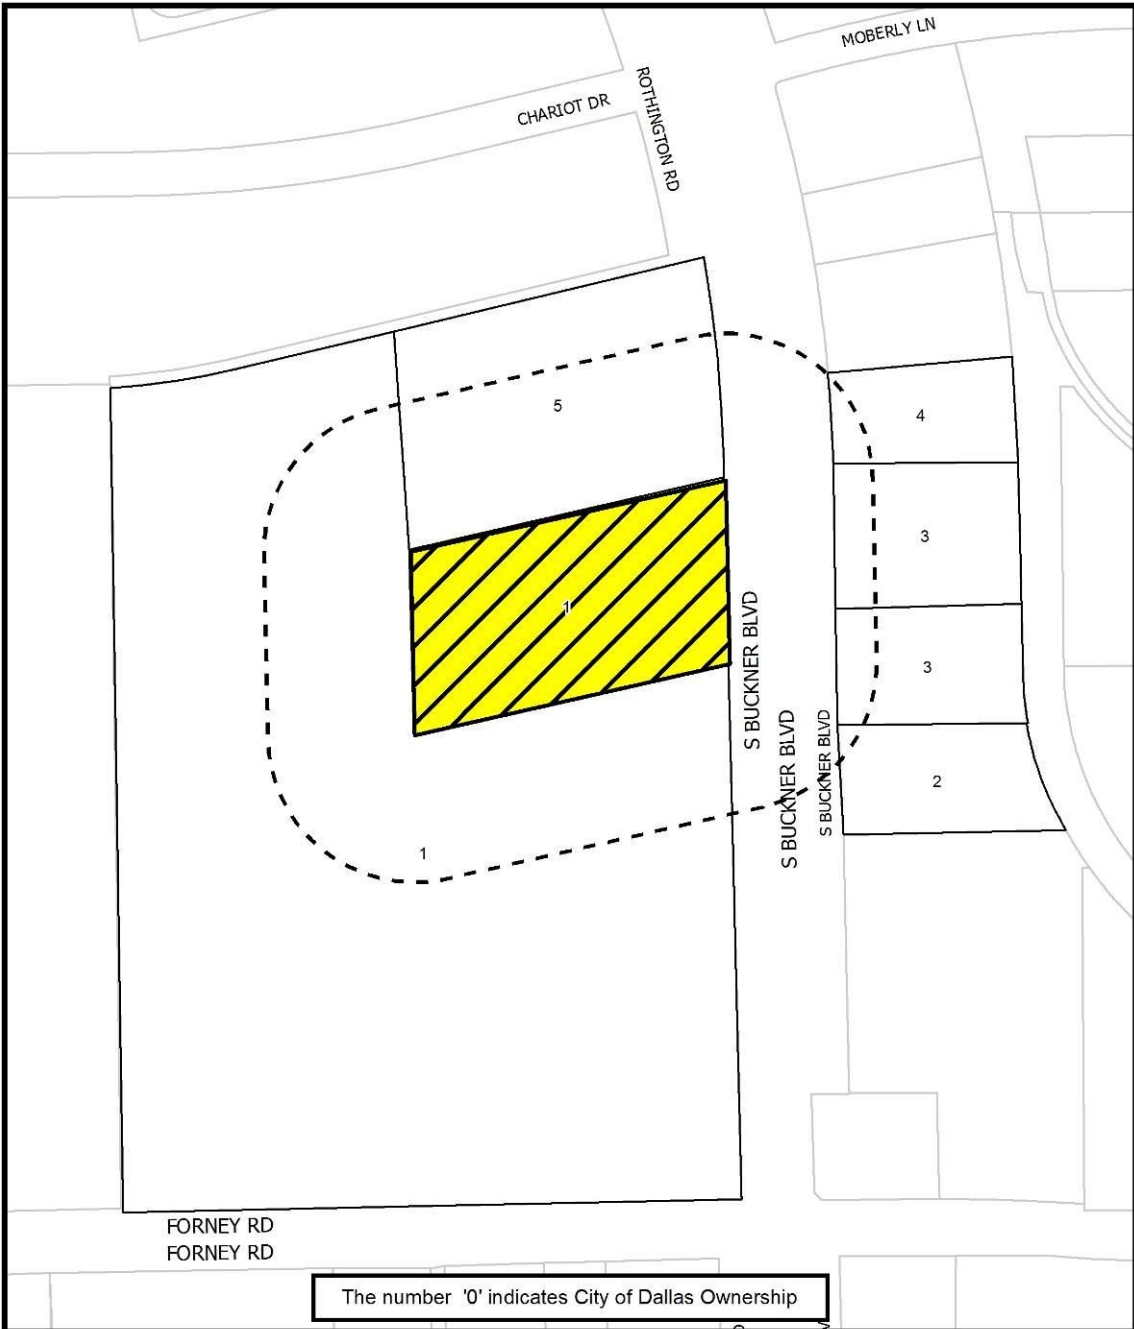 MOBERLY LN
CHARIOT DR
ROTHINGTON RD
5
4
3
1
3
S BUCKNER BLVD
S BUCKNER BLVD
S BUCKNER BLVD
2
1
FORNEY RD
FORNEY RD
The number '0' indicates City of Dallas Ownership